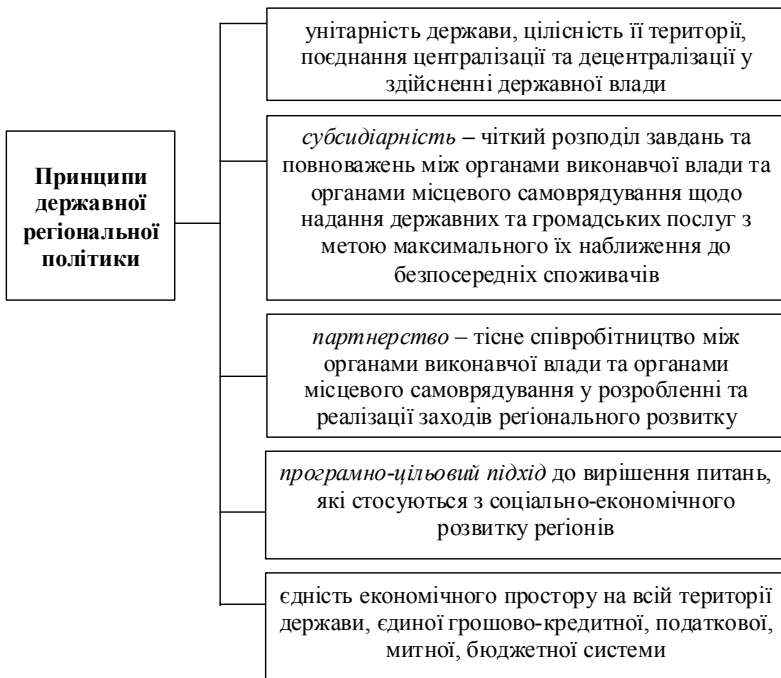 унітарність держави, цілісність її території,
поєднання централізації та децентралізації у
здійсненні державної влади
Принципи
державної
реґіональної
політики
субсидіарність – чіткий розподіл завдань та
повноважень між органами виконавчої влади та
органами місцевого самоврядування щодо
надання державних та громадських послуг з
метою максимального їх наближення до
безпосередніх споживачів
партнерство – тісне співробітництво між
органами виконавчої влади та органами
місцевого самоврядування у розробленні та
реалізації заходів реґіонального розвитку
програмно-цільовий підхід до вирішення питань,
які стосуються з соціально-економічного
розвитку реґіонів
єдність економічного простору на всій території
держави, єдиної грошово-кредитної, податкової,
митної, бюджетної системи